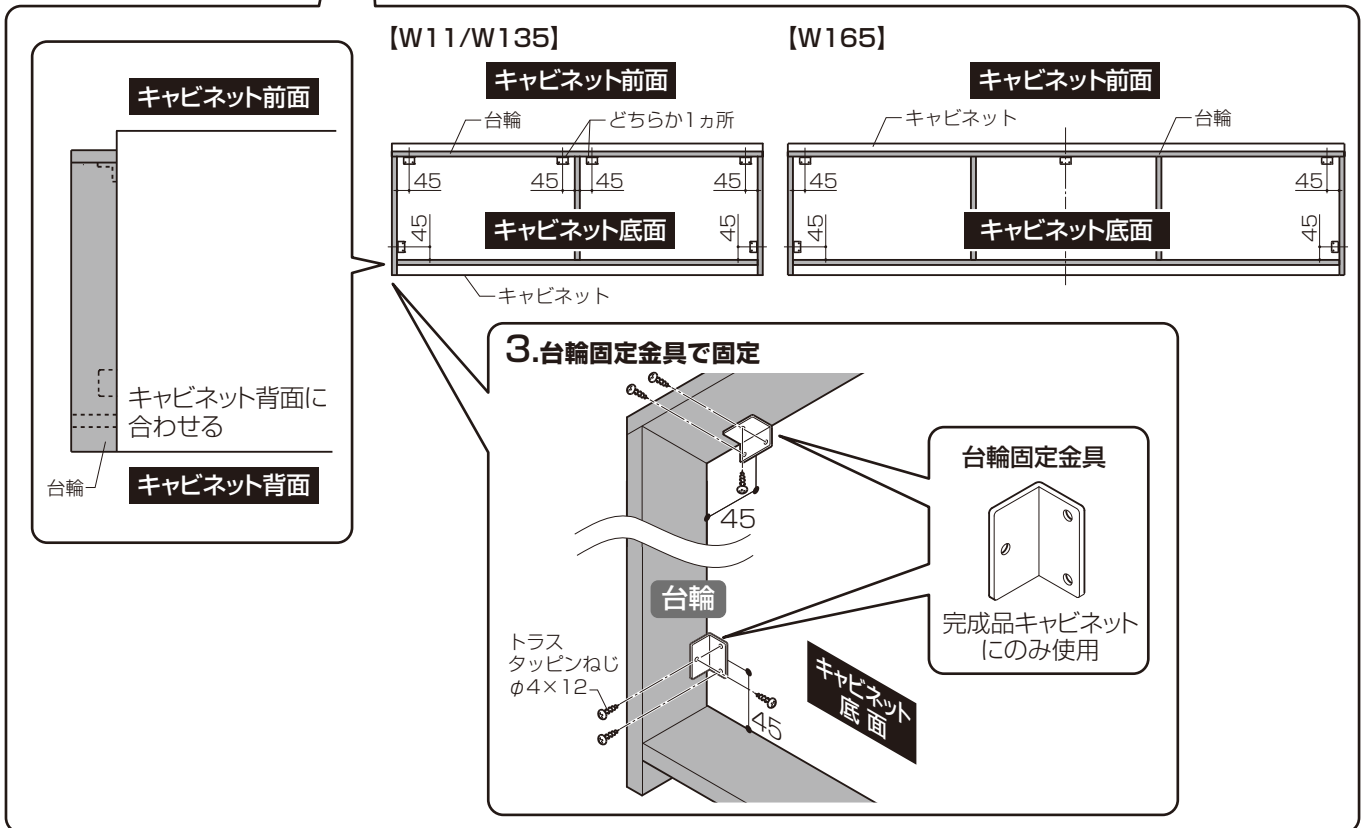 キャビネット前面
キャビネット背面に
合わせる
台輪
キャビネット背面
【W11/W135】
キャビネット前面
台輪
どちらか1ヵ所
45
45
45
45
45
45
キャビネット底面
キャビネット
【W165】
キャビネット前面
キャビネット
台輪
45
45
45
45
キャビネット底面
3.台輪固定金具で固定
45
台輪
トラス
タッピンねじ
φ4×12
45
キャビネット
底面
台輪固定金具
完成品キャビネット
にのみ使用